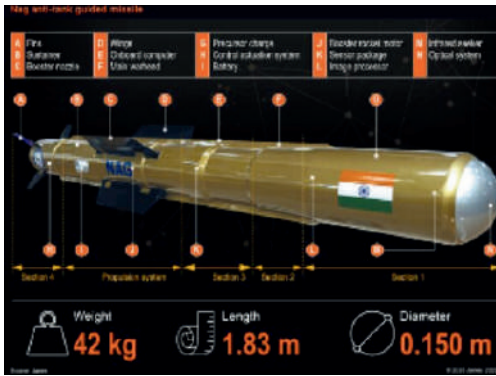 Nag anti-tank guided missile
A Fins
B Sustainer
C Booster nozzle
D Wings
E Onboard computer
F Main warhead
G Precursor charge
H Control actuation system
I Battery
J Booster rocket motor
K Sensor package
L Image processor
M Infrared seeker
N Optical system
A B C D E F G
NAG
H I J K L M N
Section 4 Propulsion system Section 3 Section 2 Section 1
Weight
42 kg
Length
1.83 m
Diameter
0.150 m
Source: Janes